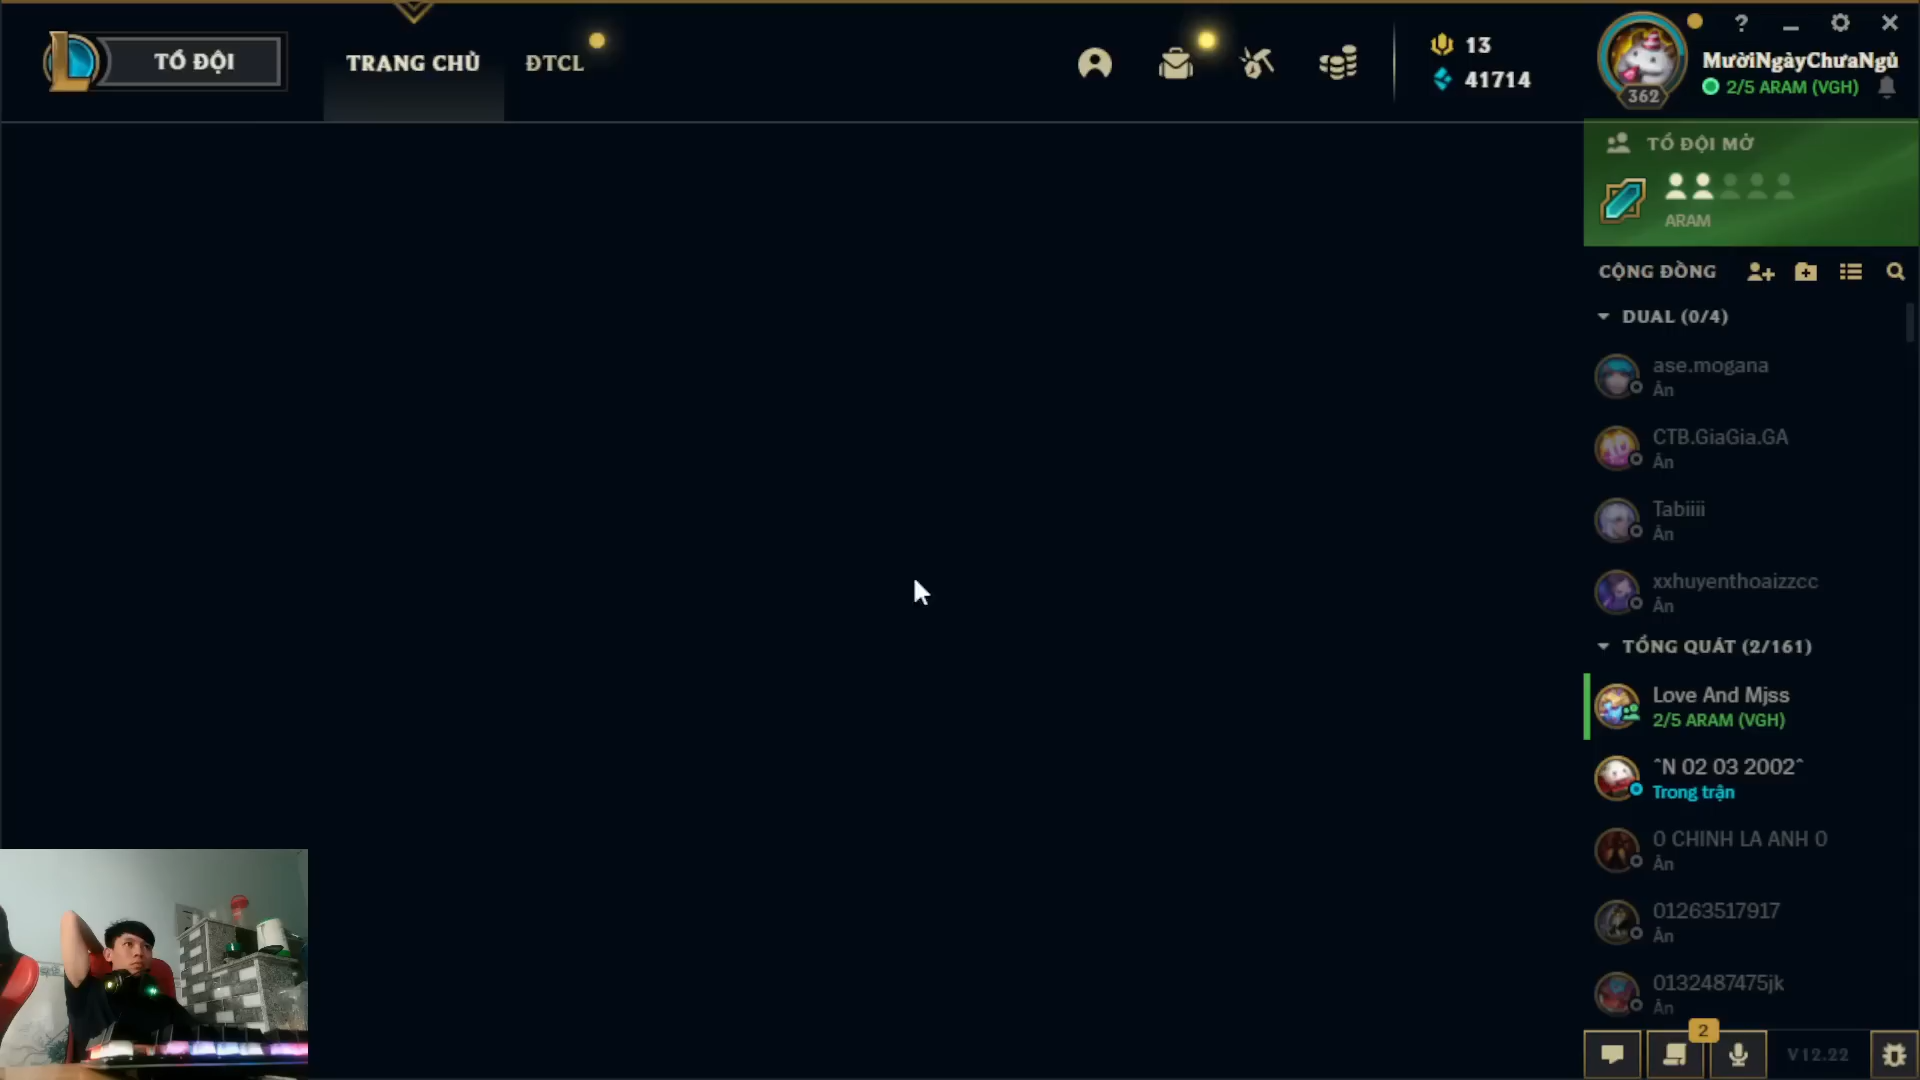 TỔ ĐỘI
TRANG CHỦ
ĐTCL
13
41714
362
MườiNgàyChưaNgủ
2/5 ARAM (VGH)
TỔ ĐỘI MỞ
ARAM
CỘNG ĐỒNG
DUAL (0/4)
ase.mogana
Ẩn
CTB.GiaGia.GA
Ẩn
Tabiiii
Ẩn
xxhuyenthoaizzcc
Ẩn
TỔNG QUÁT (2/161)
Love And Mjss
2/5 ARAM (VGH)
^N 02 03 2002^
Trong trận
0 CHINH LA ANH 0
Ẩn
01263517917
Ẩn
0132487475jk
Ẩn
2
V12.22